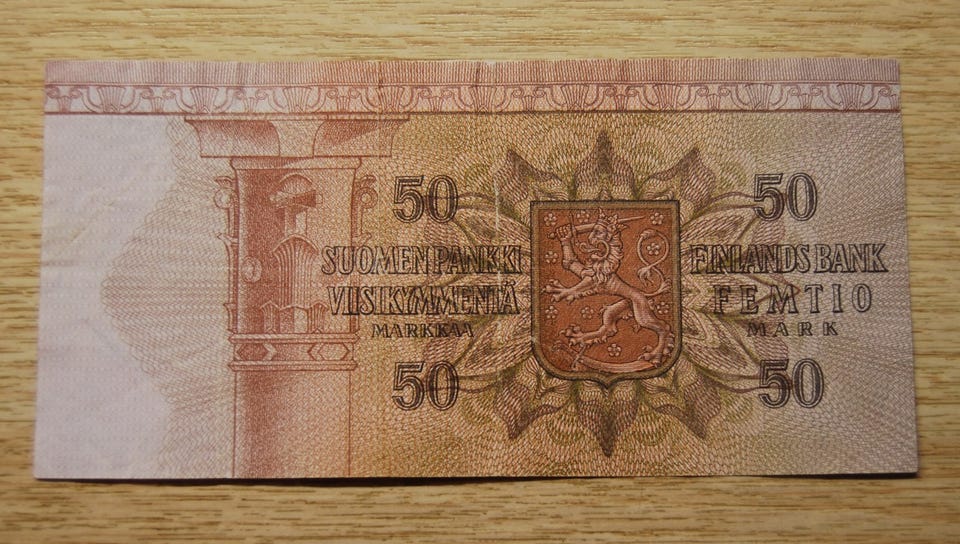 50
SUOMEN PANKKI
VIISIKYMMENTÄ
MARKKAA
50
50
FINLANDS BANK
FEMTIO
MARK
50